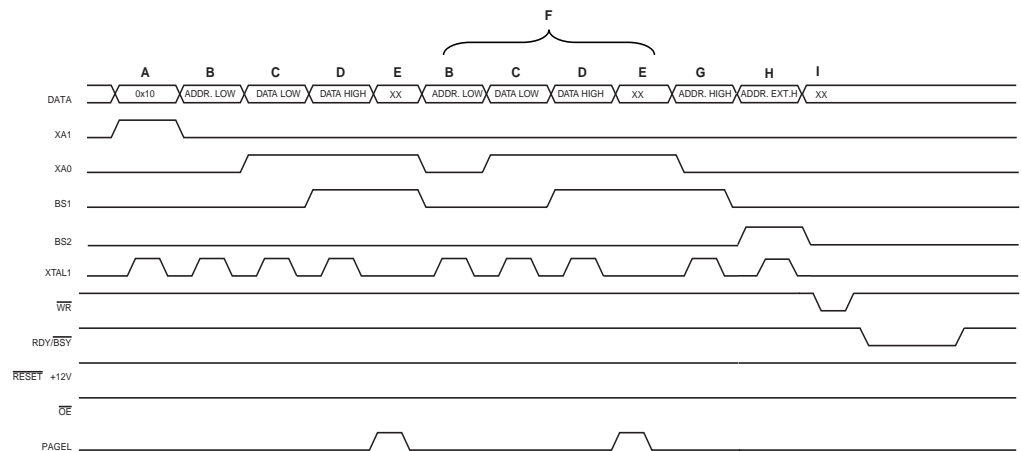 F
A B C D E B C D E G H I
DATA 0x10 ADDR. LOW DATA LOW DATA HIGH XX ADDR. LOW DATA LOW DATA HIGH XX ADDR. HIGH ADDR. EXT.H XX
XA1
XA0
BS1
BS2
XTAL1
WR
RDY/BSY
RESET +12V
OE
PAGEL